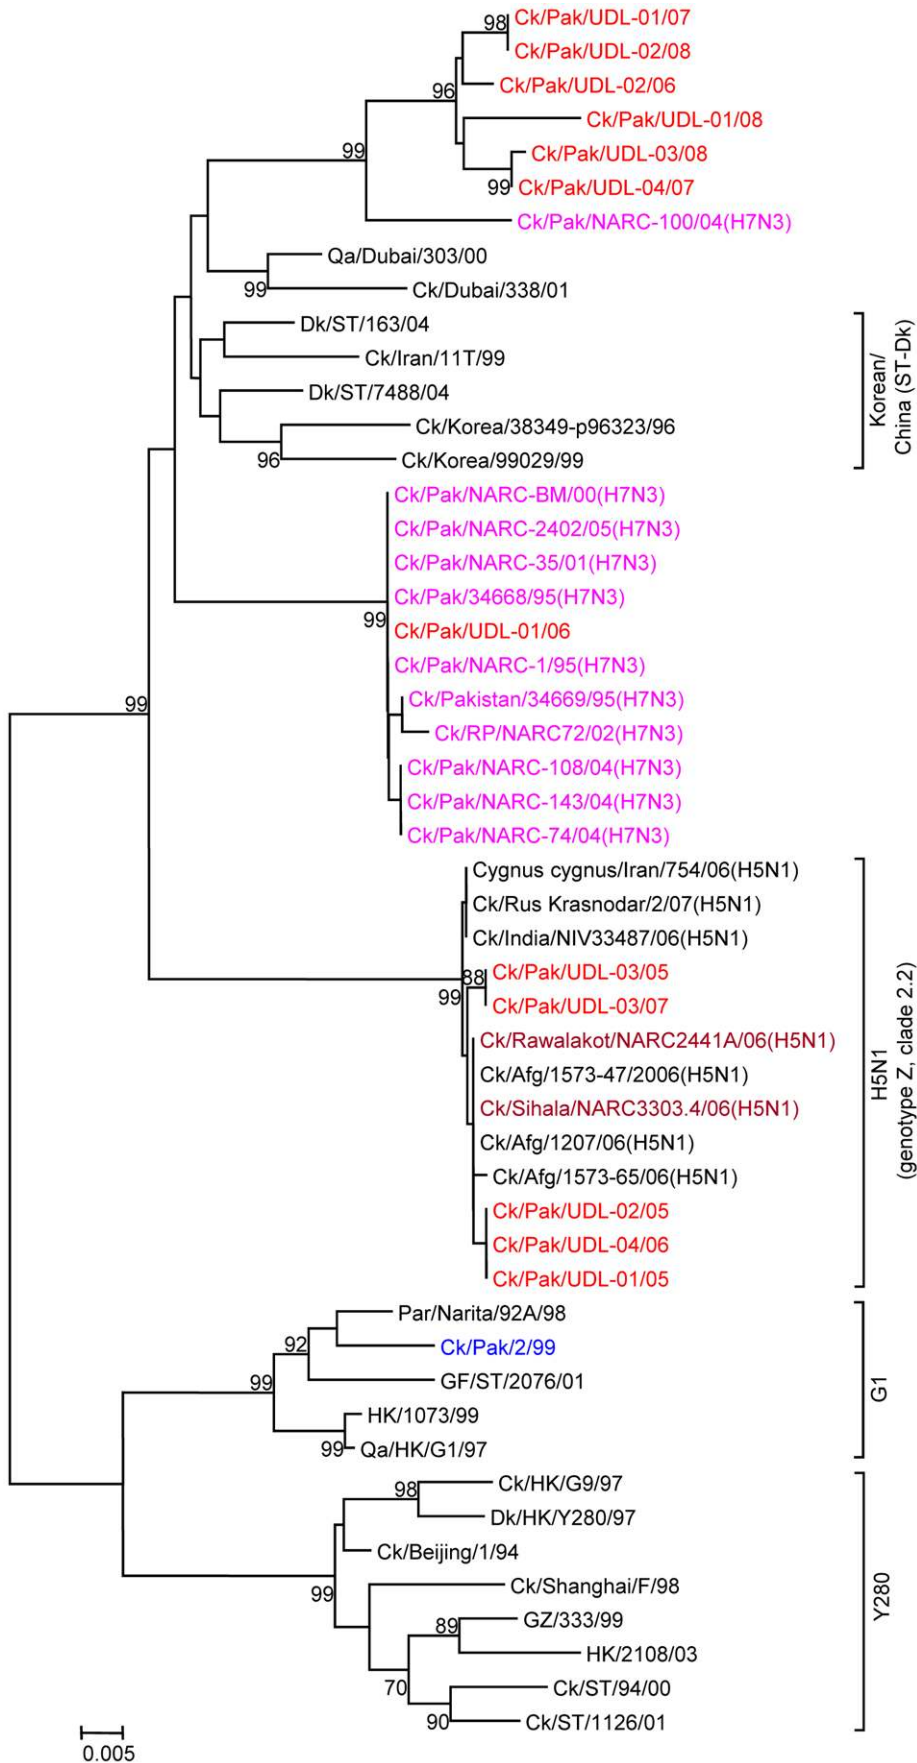 98
Ck/Pak/UDL-01/07
Ck/Pak/UDL-02/08
Ck/Pak/UDL-02/06
96
Ck/Pak/UDL-01/08
99
Ck/Pak/UDL-03/08
99
Ck/Pak/UDL-04/07
Ck/Pak/NARC-100/04(H7N3)
Qa/Dubai/303/00
99
Ck/Dubai/338/01
Dk/ST/163/04
Ck/Iran/11T/99
Dk/ST/7488/04
Ck/Korea/38349-p96323/96
96
Ck/Korea/99029/99
Korean/
China (ST-Dk)
Ck/Pak/NARC-BM/00(H7N3)
Ck/Pak/NARC-2402/05(H7N3)
Ck/Pak/NARC-35/01(H7N3)
Ck/Pak/34668/95(H7N3)
99
Ck/Pak/UDL-01/06
Ck/Pak/NARC-1/95(H7N3)
99
Ck/Pakistan/34669/95(H7N3)
Ck/RP/NARC72/02(H7N3)
Ck/Pak/NARC-108/04(H7N3)
Ck/Pak/NARC-143/04(H7N3)
Ck/Pak/NARC-74/04(H7N3)
Cygnus cygnus/Iran/754/06(H5N1)
Ck/Rus Krasnodar/2/07(H5N1)
Ck/India/NIV33487/06(H5N1)
88
Ck/Pak/UDL-03/05
99
Ck/Pak/UDL-03/07
Ck/Rawalakot/NARC2441A/06(H5N1)
Ck/Afg/1573-47/2006(H5N1)
Ck/Sihala/NARC3303.4/06(H5N1)
Ck/Afg/1207/06(H5N1)
Ck/Afg/1573-65/06(H5N1)
Ck/Pak/UDL-02/05
Ck/Pak/UDL-04/06
Ck/Pak/UDL-01/05
H5N1
(genotype Z, clade 2.2)
Par/Narita/92A/98
92
Ck/Pak/2/99
99
GF/ST/2076/01
HK/1073/99
99
Qa/HK/G1/97
G1
98
Ck/HK/G9/97
Dk/HK/Y280/97
Ck/Beijing/1/94
99
Ck/Shanghai/F/98
89
GZ/333/99
HK/2108/03
70
Ck/ST/94/00
90
Ck/ST/1126/01
Y280
0.005